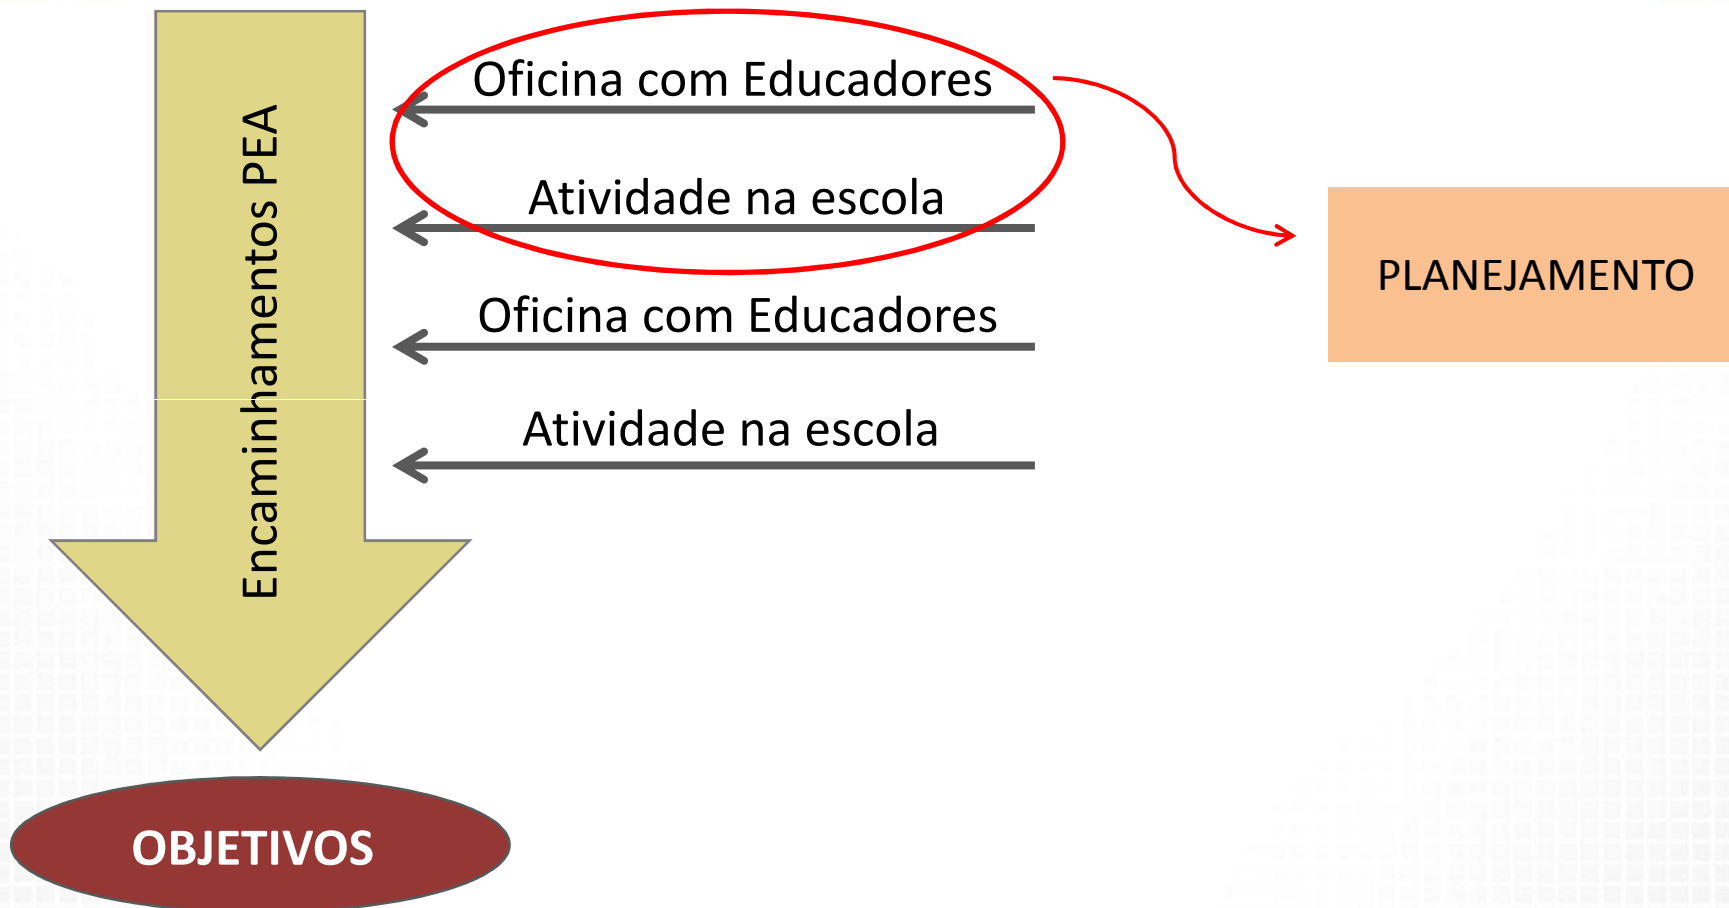 Encaminhamentos PEA
Oficina com Educadores
Atividade na escola
Oficina com Educadores
Atividade na escola
PLANEJAMENTO
OBJETIVOS